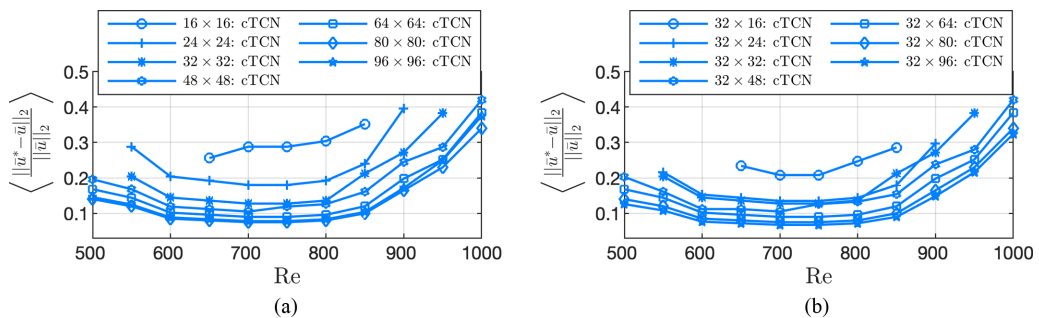 16 × 16: cTCN
24 × 24: cTCN
32 × 32: cTCN
48 × 48: cTCN
64 × 64: cTCN
80 × 80: cTCN
96 × 96: cTCN
0.5
0.4
0.3
0.2
0.1
⟨ ||ū* − ū||₂ / ||ū||₂ ⟩
500 600 700 800 900 1000
Re
(a)
32 × 16: cTCN
32 × 24: cTCN
32 × 32: cTCN
32 × 48: cTCN
32 × 64: cTCN
32 × 80: cTCN
32 × 96: cTCN
0.5
0.4
0.3
0.2
0.1
⟨ ||ū* − ū||₂ / ||ū||₂ ⟩
500 600 700 800 900 1000
Re
(b)